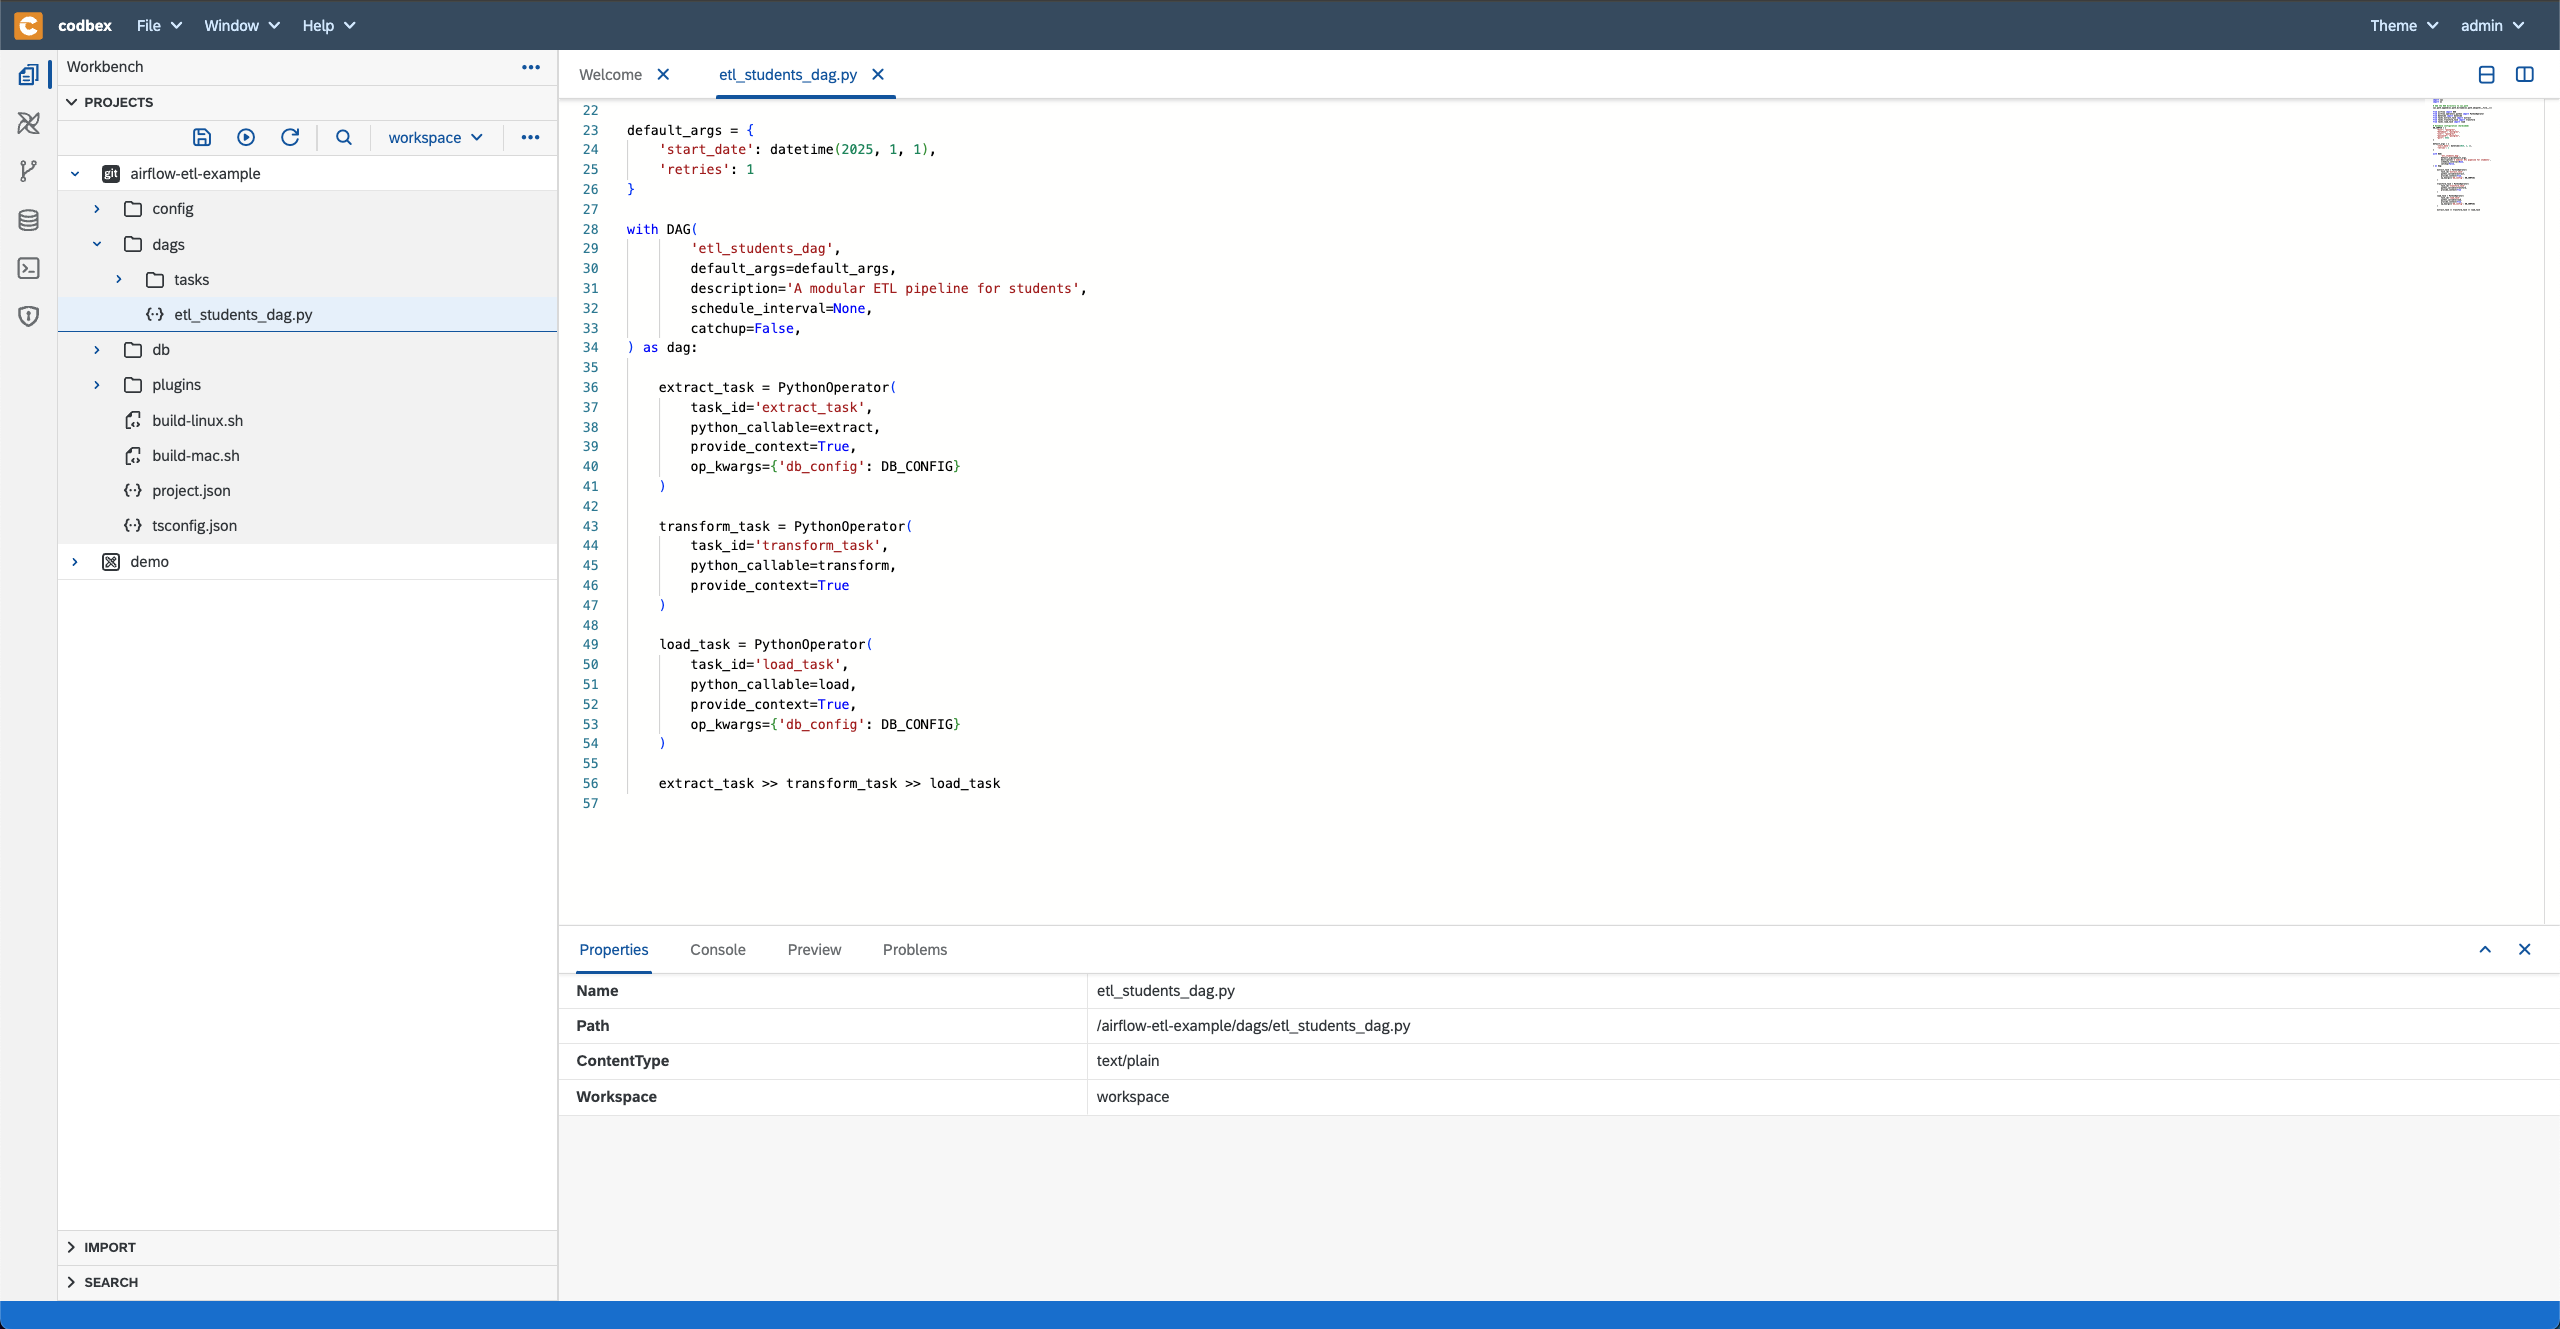 codbex File Window Help Theme admin
Workbench
PROJECTS
workspace
git airflow-etl-example
config
dags
tasks
etl_students_dag.py
db
plugins
build-linux.sh
build-mac.sh
project.json
tsconfig.json
demo
IMPORT
SEARCH
Welcome etl_students_dag.py
22
23 default_args = {
24     'start_date': datetime(2025, 1, 1),
25     'retries': 1
26 }
27
28 with DAG(
29         'etl_students_dag',
30         default_args=default_args,
31         description='A modular ETL pipeline for students',
32         schedule_interval=None,
33         catchup=False,
34 ) as dag:
35
36     extract_task = PythonOperator(
37         task_id='extract_task',
38         python_callable=extract,
39         provide_context=True,
40         op_kwargs={'db_config': DB_CONFIG}
41     )
42
43     transform_task = PythonOperator(
44         task_id='transform_task',
45         python_callable=transform,
46         provide_context=True
47     )
48
49     load_task = PythonOperator(
50         task_id='load_task',
51         python_callable=load,
52         provide_context=True,
53         op_kwargs={'db_config': DB_CONFIG}
54     )
55
56     extract_task >> transform_task >> load_task
57
Properties Console Preview Problems
Name etl_students_dag.py
Path /airflow-etl-example/dags/etl_students_dag.py
ContentType text/plain
Workspace workspace